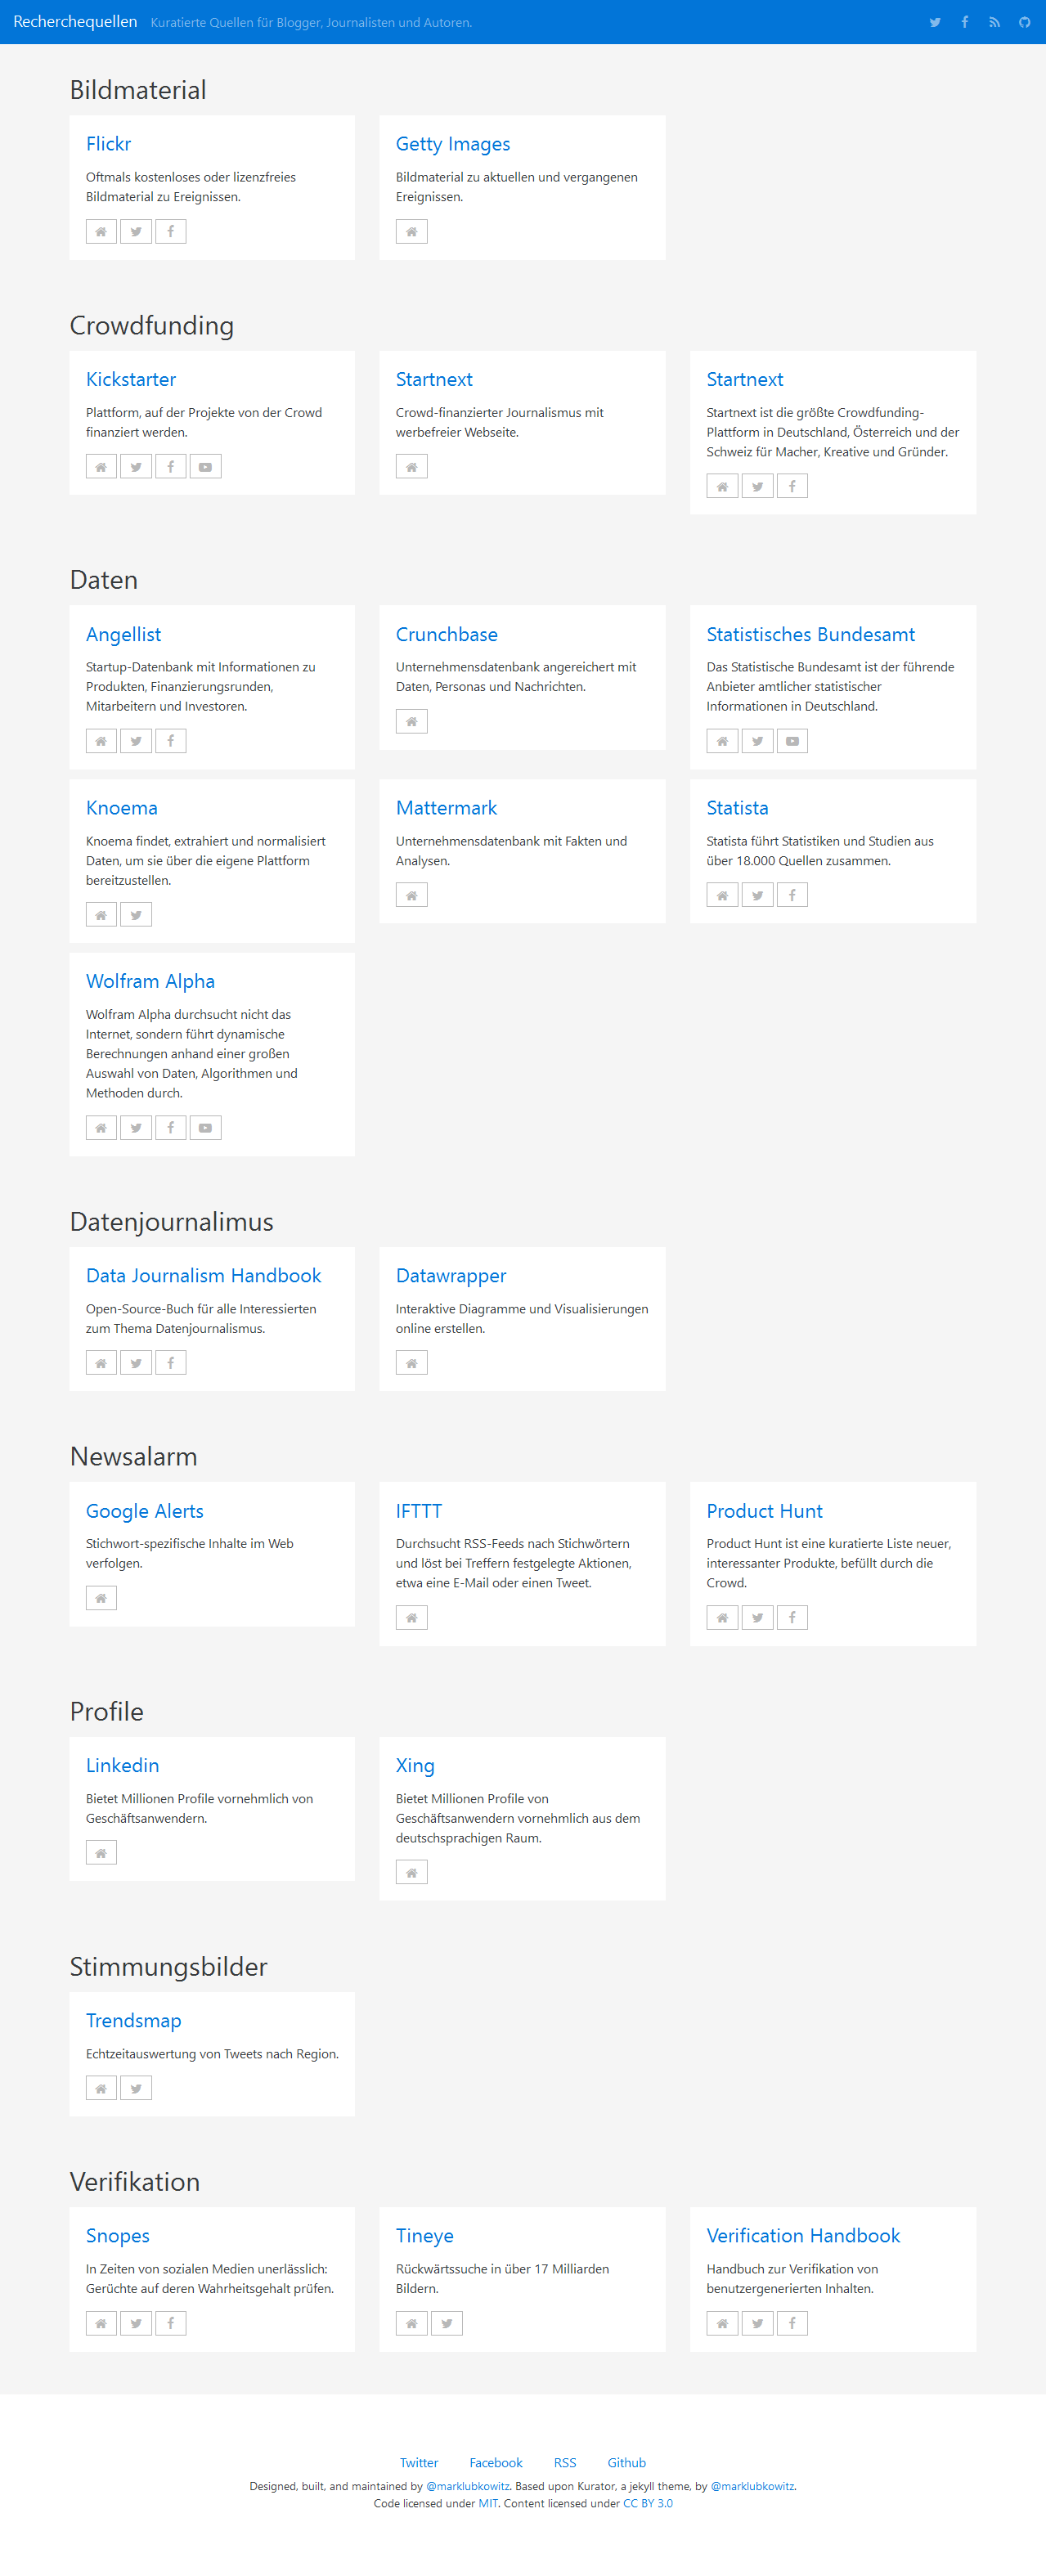 Recherchequellen Kuratierte Quellen für Blogger, Journalisten und Autoren.
Bildmaterial
Flickr
Oftmals kostenloses oder lizenzfreies
Bildmaterial zu Ereignissen.
Getty Images
Bildmaterial zu aktuellen und vergangenen
Ereignissen.
Crowdfunding
Kickstarter
Plattform, auf der Projekte von der Crowd
finanziert werden.
Startnext
Crowd-finanzierter Journalismus mit
werbefreier Webseite.
Startnext
Startnext ist die größte Crowdfunding-
Plattform in Deutschland, Österreich und der
Schweiz für Macher, Kreative und Gründer.
Daten
Angellist
Startup-Datenbank mit Informationen zu
Produkten, Finanzierungsrunden,
Mitarbeitern und Investoren.
Crunchbase
Unternehmensdatenbank angereichert mit
Daten, Personas und Nachrichten.
Statistisches Bundesamt
Das Statistische Bundesamt ist der führende
Anbieter amtlicher statistischer
Informationen in Deutschland.
Knoema
Knoema findet, extrahiert und normalisiert
Daten, um sie über die eigene Plattform
bereitzustellen.
Mattermark
Unternehmensdatenbank mit Fakten und
Analysen.
Statista
Statista führt Statistiken und Studien aus
über 18.000 Quellen zusammen.
Wolfram Alpha
Wolfram Alpha durchsucht nicht das
Internet, sondern führt dynamische
Berechnungen anhand einer großen
Auswahl von Daten, Algorithmen und
Methoden durch.
Datenjournalimus
Data Journalism Handbook
Open-Source-Buch für alle Interessierten
zum Thema Datenjournalismus.
Datawrapper
Interaktive Diagramme und Visualisierungen
online erstellen.
Newsalarm
Google Alerts
Stichwort-spezifische Inhalte im Web
verfolgen.
IFTTT
Durchsucht RSS-Feeds nach Stichwörtern
und löst bei Treffern festgelegte Aktionen,
etwa eine E-Mail oder einen Tweet.
Product Hunt
Product Hunt ist eine kuratierte Liste neuer,
interessanter Produkte, befüllt durch die
Crowd.
Profile
Linkedin
Bietet Millionen Profile vornehmlich von
Geschäftsanwendern.
Xing
Bietet Millionen Profile von
Geschäftsanwendern vornehmlich aus dem
deutschsprachigen Raum.
Stimmungsbilder
Trendsmap
Echtzeitauswertung von Tweets nach Region.
Verifikation
Snopes
In Zeiten von sozialen Medien unerlässlich:
Gerüchte auf deren Wahrheitsgehalt prüfen.
Tineye
Rückwärtssuche in über 17 Milliarden
Bildern.
Verification Handbook
Handbuch zur Verifikation von
benutzergenerierten Inhalten.
Twitter Facebook RSS Github
Designed, built, and maintained by @marklubkowitz. Based upon Kurator, a jekyll theme, by @marklubkowitz.
Code licensed under MIT. Content licensed under CC BY 3.0